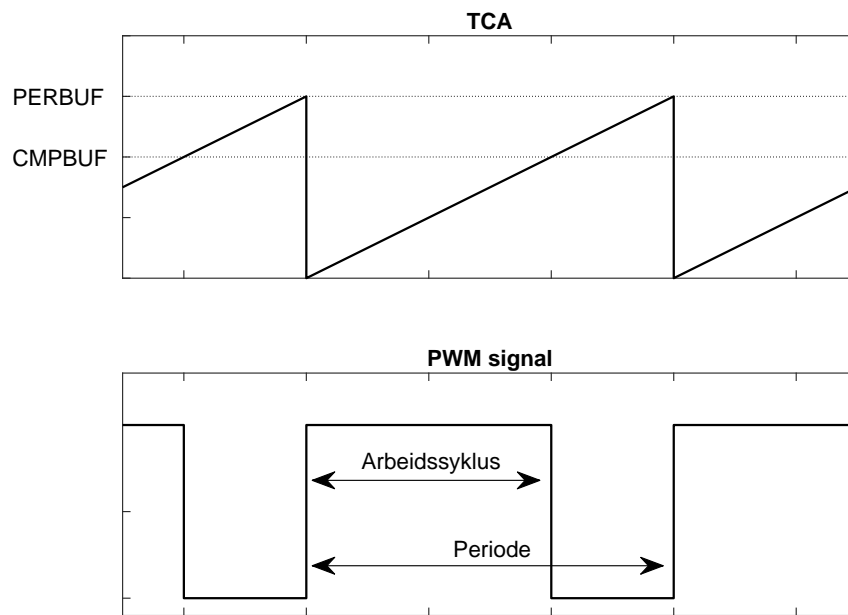 TCA
PERBUF
CMPBUF
PWM signal
Arbeidssyklus
Periode